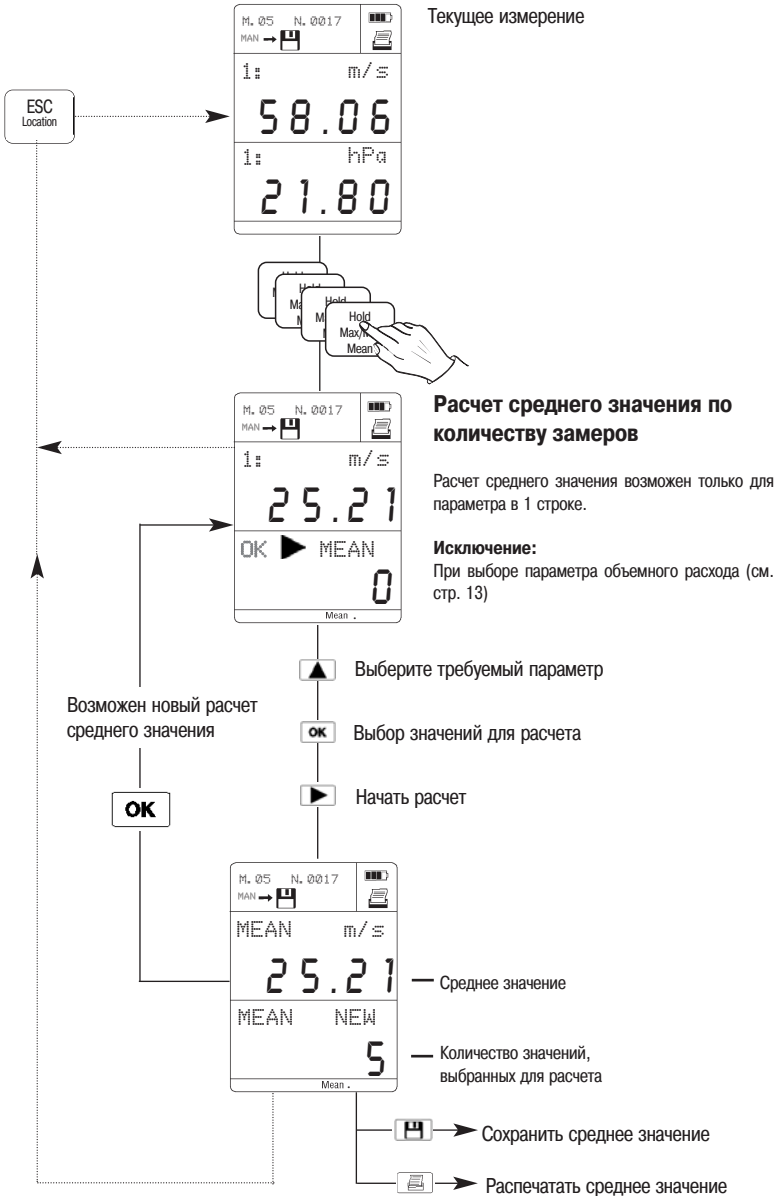 M. 05 N. 0017
MAN
Текущее измерение
1: m/s
58.06
1: hPa
21.80
ESC
Location
Hold
Hold
Hold
Max/M
Mean
M. 05 N. 0017
MAN
1: m/s
25.21
OK MEAN
0
Mean .
Расчет среднего значения по
количеству замеров
Расчет среднего значения возможен только для
параметра в 1 строке.
Исключение:
При выборе параметра объемного расхода (см.
стр. 13)
Выберите требуемый параметр
OK Выбор значений для расчета
Начать расчет
Возможен новый расчет
среднего значения
OK
M. 05 N. 0017
MAN
MEAN m/s
25.21
Среднее значение
MEAN NEW
5
Количество значений,
выбранных для расчета
Mean .
Сохранить среднее значение
Распечатать среднее значение